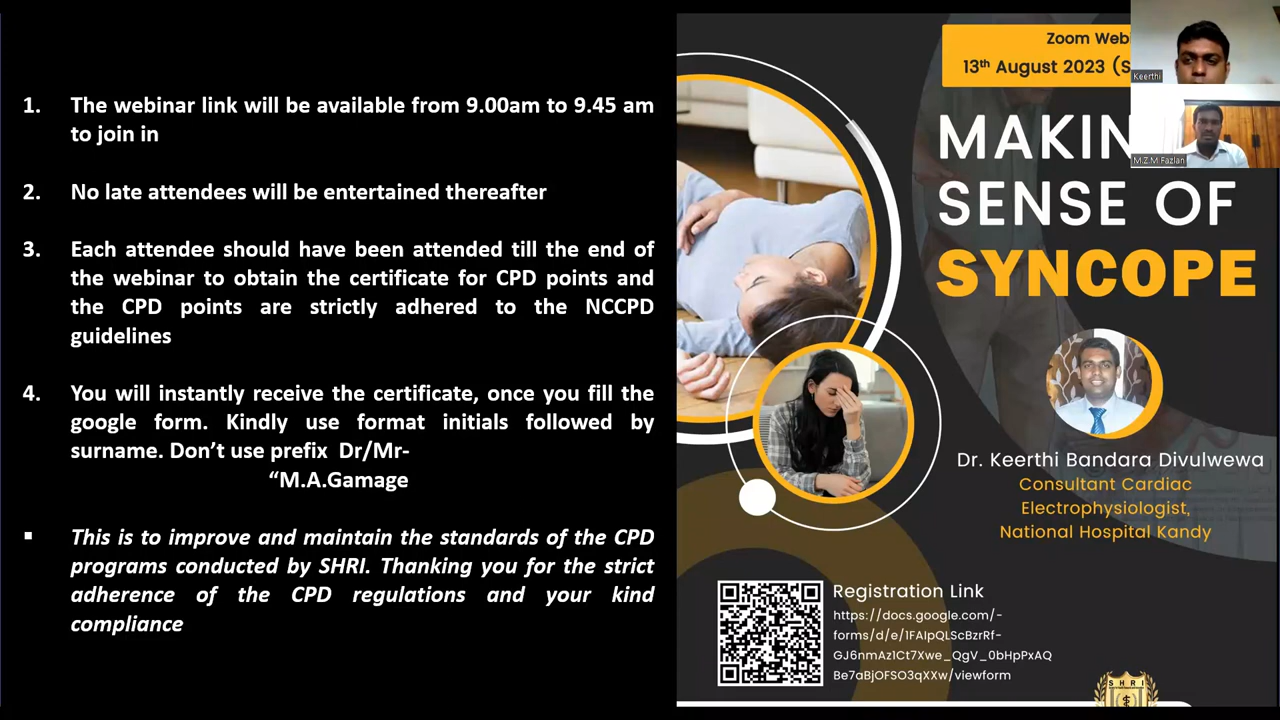 1. The webinar link will be available from 9.00am to 9.45 am
to join in
2. No late attendees will be entertained thereafter
3. Each attendee should have been attended till the end of
the webinar to obtain the certificate for CPD points and
the CPD points are strictly adhered to the NCCPD
guidelines
4. You will instantly receive the certificate, once you fill the
google form. Kindly use format initials followed by
surname. Don't use prefix Dr/Mr-
“M.A.Gamage
▪ This is to improve and maintain the standards of the CPD
programs conducted by SHRI. Thanking you for the strict
adherence of the CPD regulations and your kind
compliance
Zoom Webi
13th August 2023 (S
Keerthi
M.Z.M Fazlan
MAKIN
SENSE OF
SYNCOPE
Dr. Keerthi Bandara Divulwewa
Consultant Cardiac
Electrophysiologist,
National Hospital Kandy
Registration Link
https://docs.google.com/-
forms/d/e/1FAIpQLScBzrRf-
GJ6nmAz1Ct7Xwe_QgV_0bHpPxAQ
Be7aBjOFSO3qXXw/viewform
SHRI